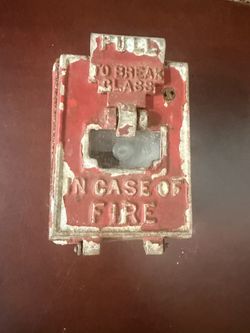 PULL
TO BREAK
GLASS
IN CASE OF
FIRE